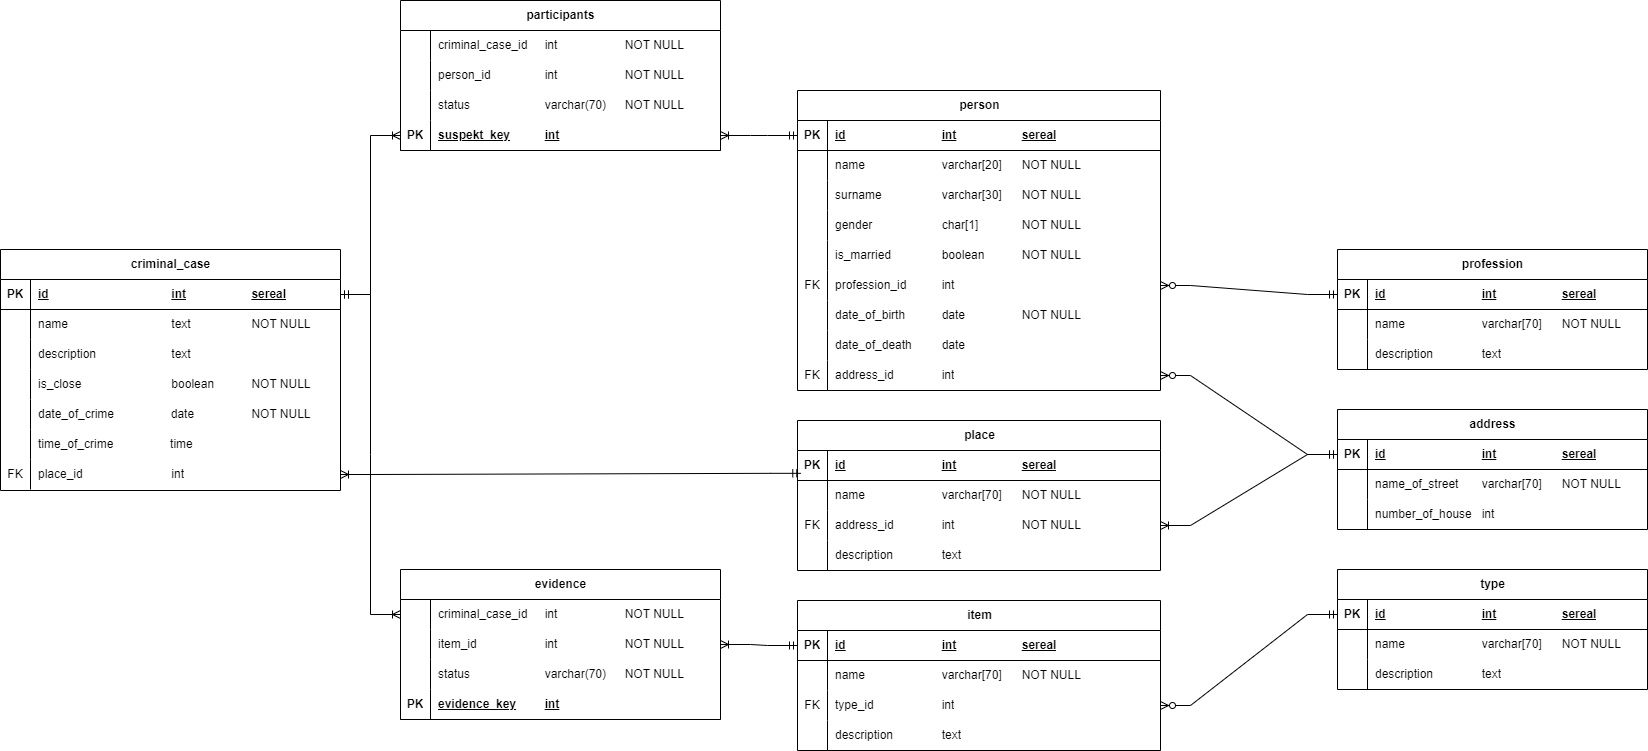 participants
criminal_case_id int NOT NULL
person_id int NOT NULL
status varchar(70) NOT NULL
PK suspekt_key int
person
PK id int sereal
name varchar[20] NOT NULL
surname varchar[30] NOT NULL
gender char[1] NOT NULL
is_married boolean NOT NULL
FK profession_id int
date_of_birth date NOT NULL
date_of_death date
FK address_id int
criminal_case
PK id int sereal
name text NOT NULL
description text
is_close boolean NOT NULL
date_of_crime date NOT NULL
time_of_crime time
FK place_id int
profession
PK id int sereal
name varchar[70] NOT NULL
description text
place
PK id int sereal
name varchar[70] NOT NULL
FK address_id int NOT NULL
description text
address
PK id int sereal
name_of_street varchar[70] NOT NULL
number_of_house int
evidence
criminal_case_id int NOT NULL
item_id int NOT NULL
status varchar(70) NOT NULL
PK evidence_key int
item
PK id int sereal
name varchar[70] NOT NULL
FK type_id int
description text
type
PK id int sereal
name varchar[70] NOT NULL
description text